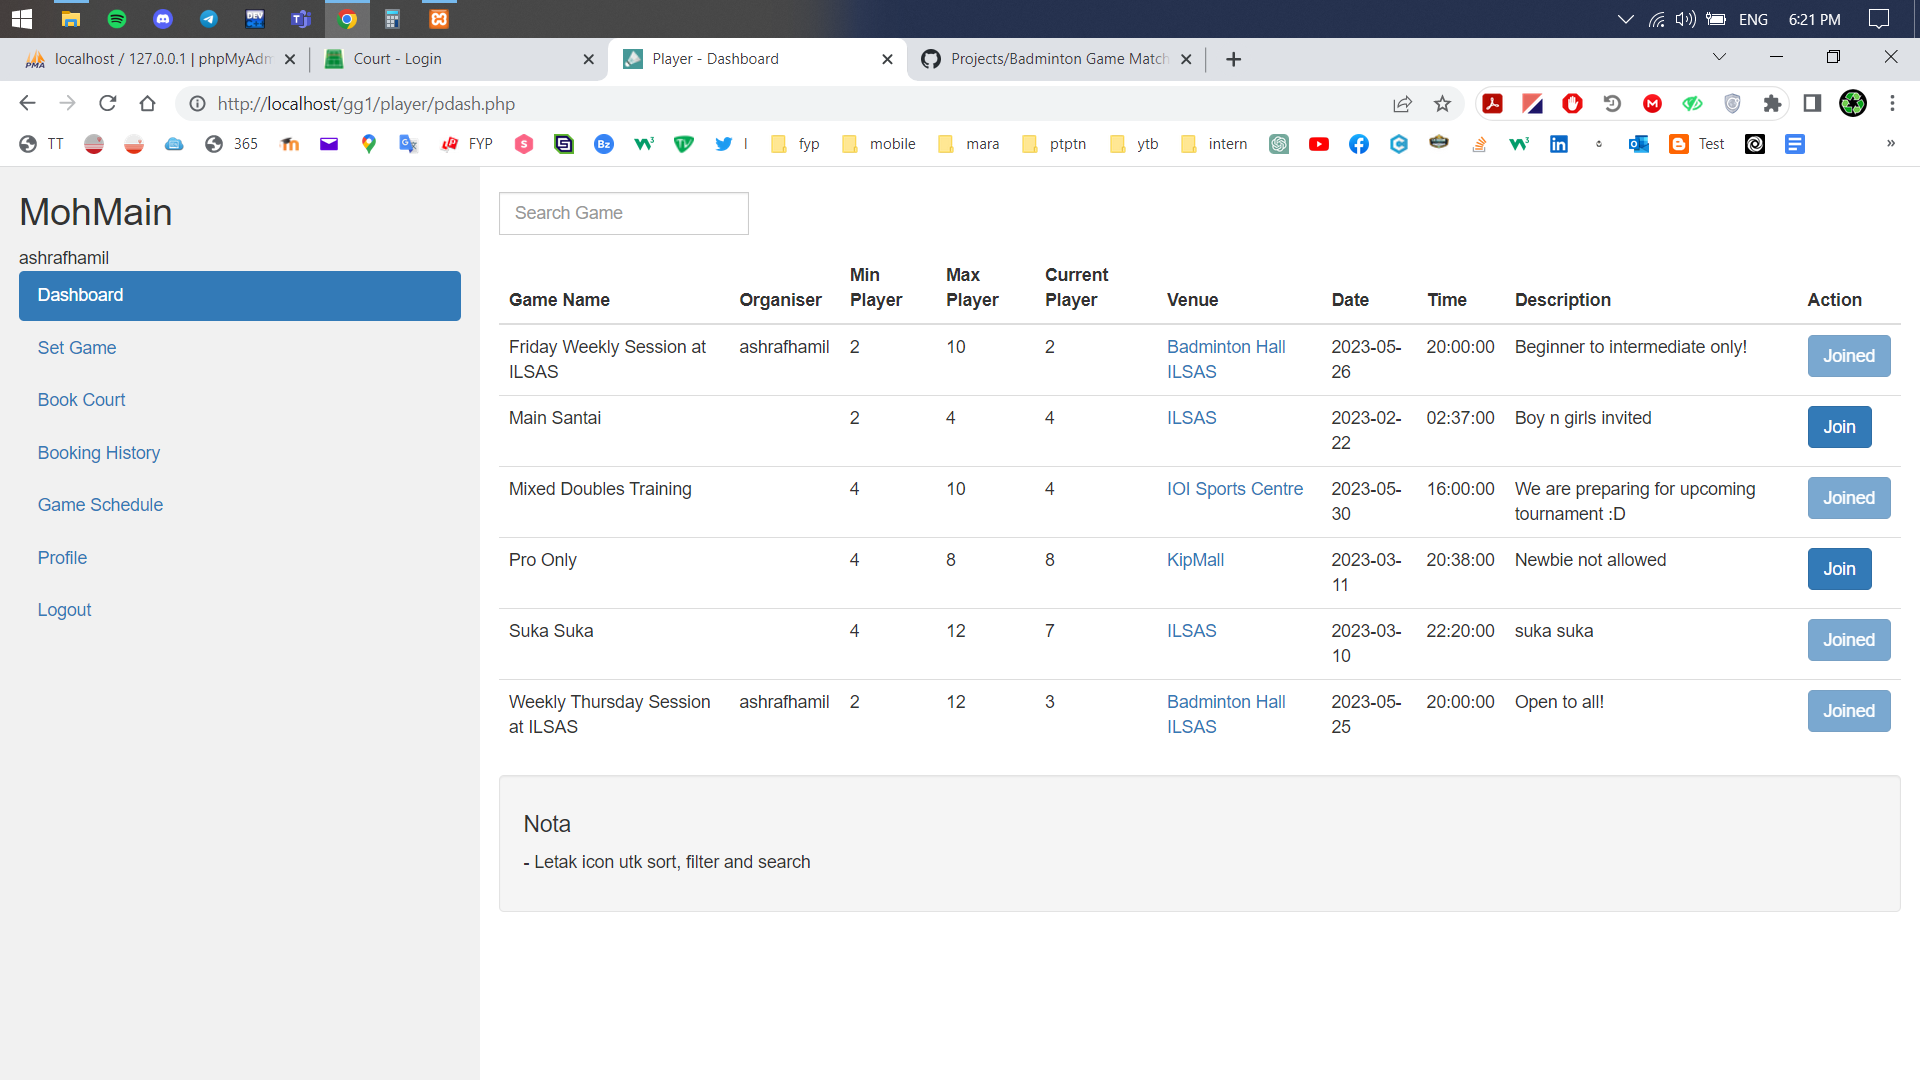 DEV
ENG
6:21 PM
PMA
localhost / 127.0.0.1 | phpMyAdm
Court - Login
Player - Dashboard
Projects/Badminton Game Match
http://localhost/gg1/player/pdash.php
TT
365
FYP
Bz
I
fyp
mobile
mara
ptptn
ytb
intern
Test
»
MohMain
ashrafhamil
Dashboard
Set Game
Book Court
Booking History
Game Schedule
Profile
Logout
Search Game
Game Name Organiser Min Player Max Player Current Player Venue Date Time Description Action
Friday Weekly Session at ashrafhamil 2 10 2 Badminton Hall 2023-05- 20:00:00 Beginner to intermediate only! Joined
ILSAS ILSAS 26
Main Santai 2 4 4 ILSAS 2023-02- 02:37:00 Boy n girls invited Join
22
Mixed Doubles Training 4 10 4 IOI Sports Centre 2023-05- 16:00:00 We are preparing for upcoming Joined
30 tournament :D
Pro Only 4 8 8 KipMall 2023-03- 20:38:00 Newbie not allowed Join
11
Suka Suka 4 12 7 ILSAS 2023-03- 22:20:00 suka suka Joined
10
Weekly Thursday Session ashrafhamil 2 12 3 Badminton Hall 2023-05- 20:00:00 Open to all! Joined
at ILSAS ILSAS 25
Nota
- Letak icon utk sort, filter and search